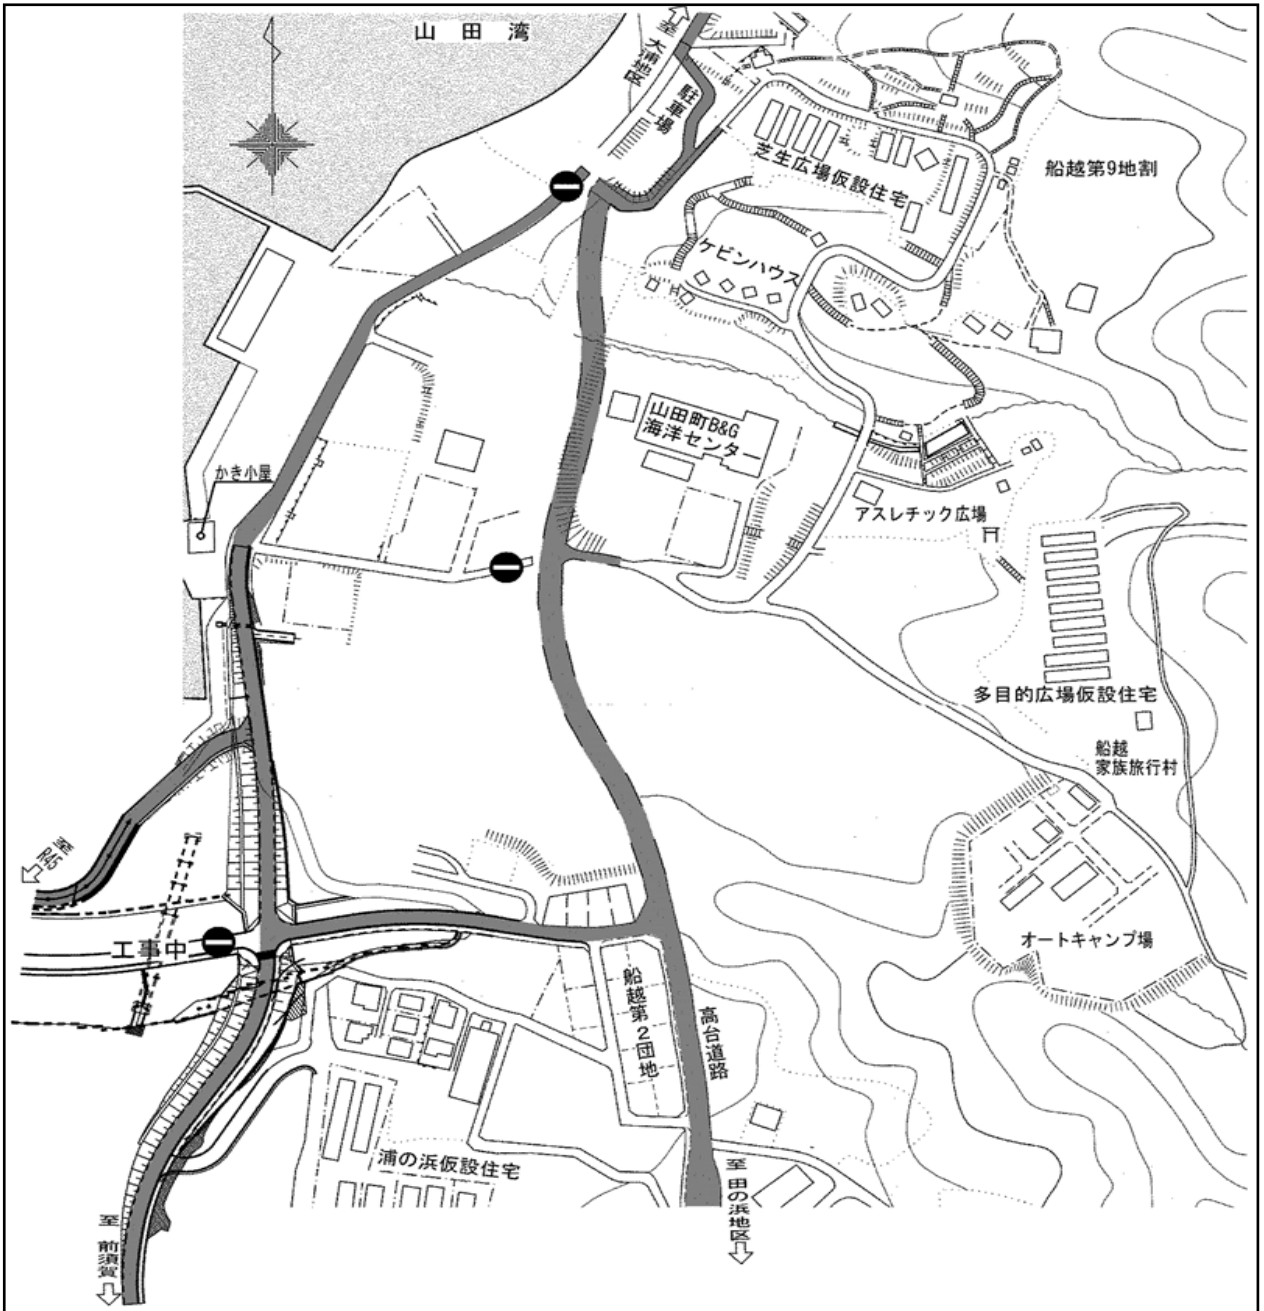 山田湾
至 大浦地区
駐車場
芝生広場仮設住宅
船越第9地割
ケビンハウス
山田町B&G
海洋センター
かき小屋
アスレチック広場
多目的広場仮設住宅
船越
家族旅行村
至 R45
工事中
オートキャンプ場
船越第2団地
高台道路
浦の浜仮設住宅
至 田の浜地区
至 前須賀